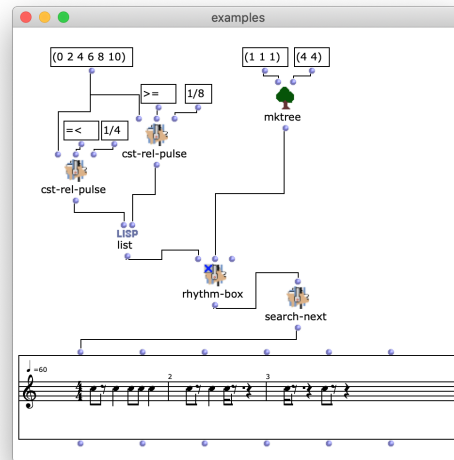 examples
(0 2 4 6 8 10)
(1 1 1) (4 4)
>= 1/8
mktree
=< 1/4
cst-rel-pulse
cst-rel-pulse
LISP
list
rhythm-box
search-next
=60
2 3
4
4